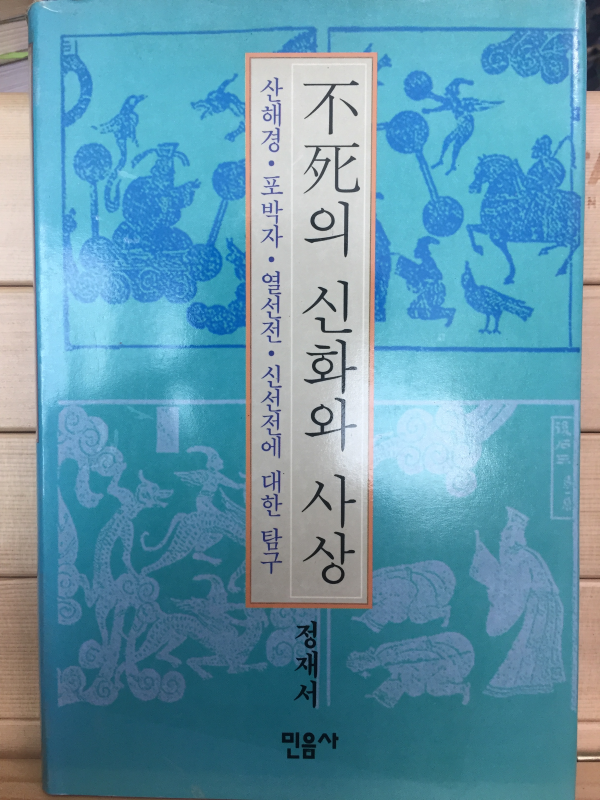 不死의 신화와 사상
산해경·포박자·열선전·신선전에 대한 탐구
정재서
민음사